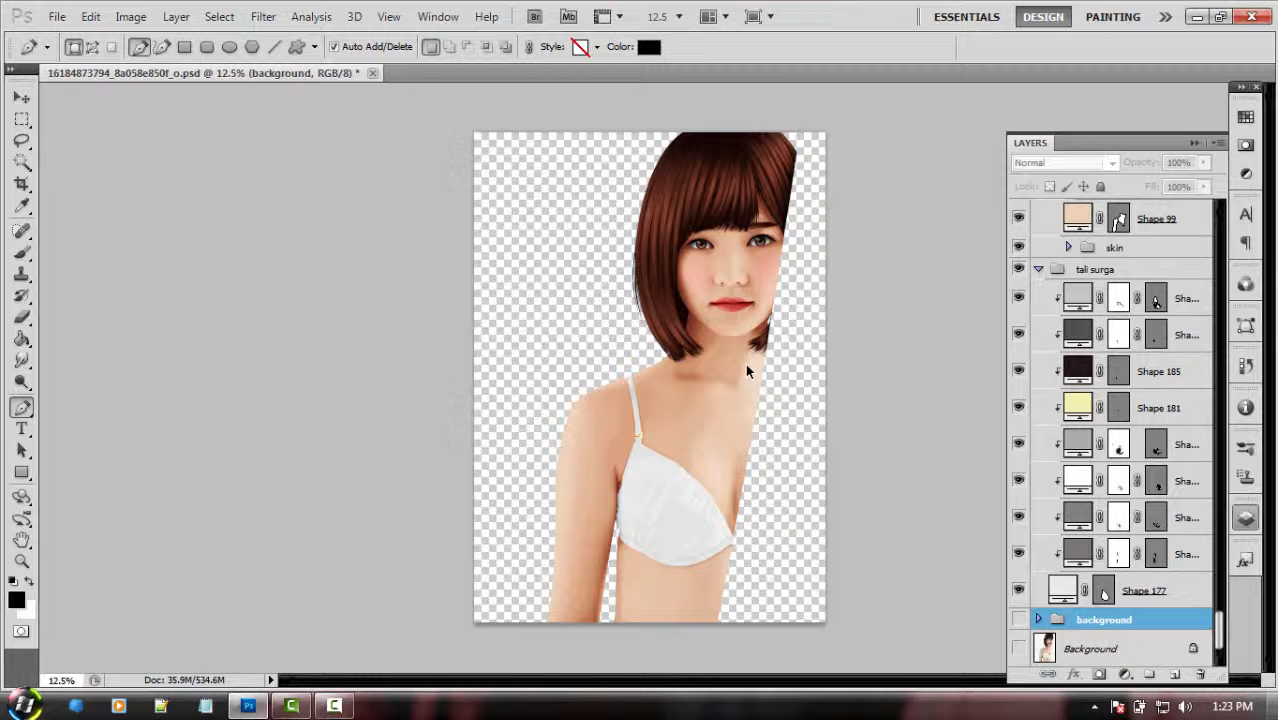 Ps File Edit Image Layer Select Filter Analysis 3D View Window Help Br Mb 12.5 ESSENTIALS DESIGN PAINTING
Auto Add/Delete Style: Color:
16184873794_8a058e850f_o.psd @ 12.5% (background, RGB/8) *
LAYERS
Normal Opacity: 100%
Lock: Fill: 100%
Shape 99
skin
tali surga
Sha...
Sha...
Shape 185
Shape 181
Sha...
Sha...
Sha...
Sha...
Shape 177
background
Background
12.5% Doc: 35.9M/534.6M
1:23 PM